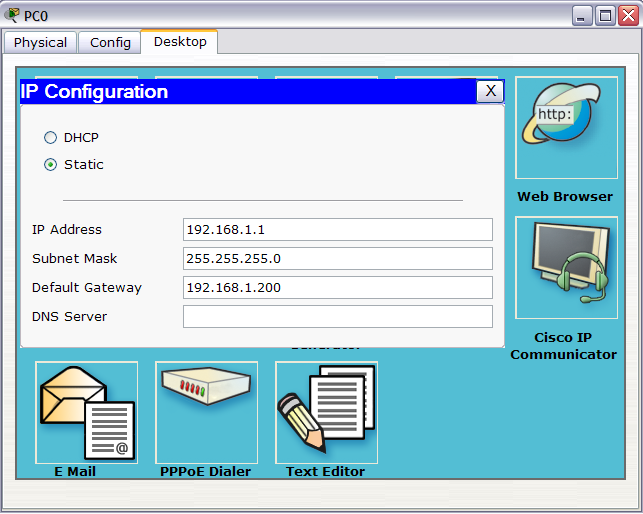 PC0
Physical Config Desktop
IP Configuration X
DHCP
Static
IP Address 192.168.1.1
Subnet Mask 255.255.255.0
Default Gateway 192.168.1.200
DNS Server
http:
Web Browser
Cisco IP
Communicator
E Mail
PPPoE Dialer
Text Editor
@